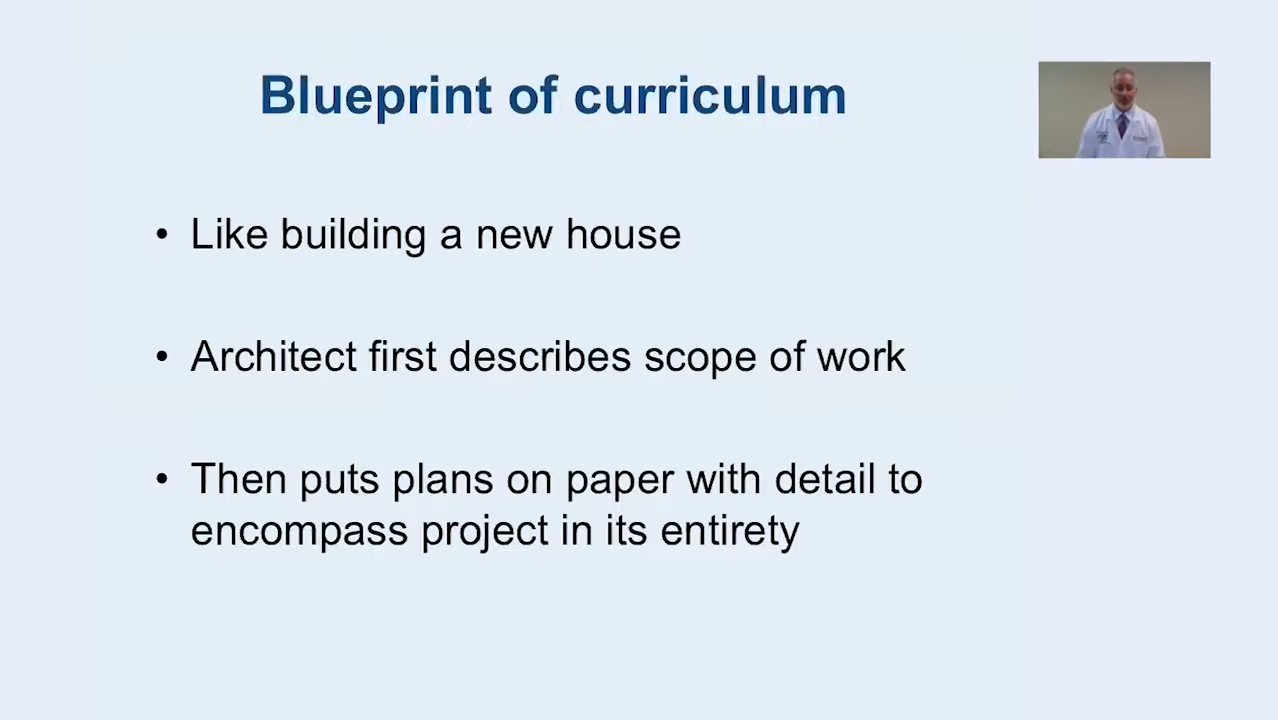 Blueprint of curriculum
• Like building a new house
• Architect first describes scope of work
• Then puts plans on paper with detail to
encompass project in its entirety